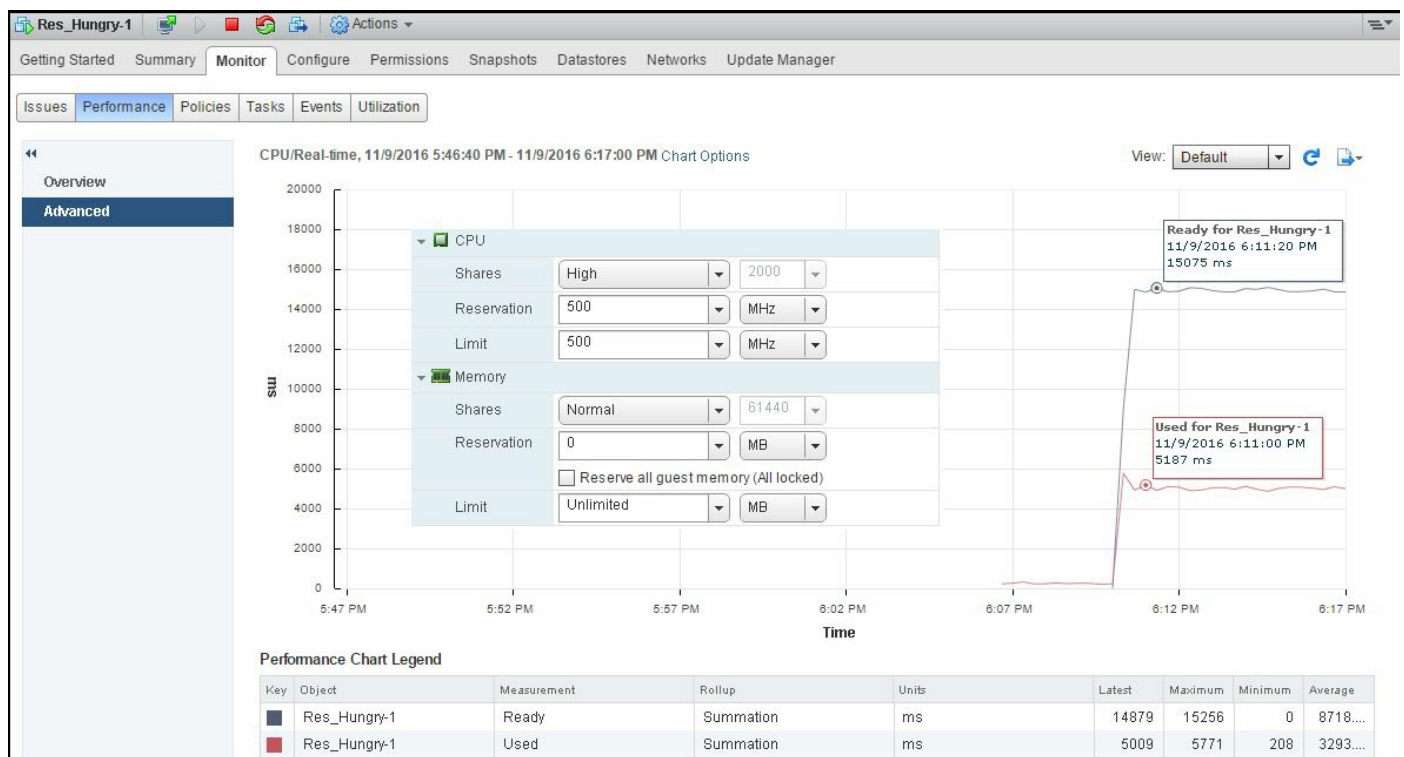 Res_Hungry-1 Actions
Getting Started Summary Monitor Configure Permissions Snapshots Datastores Networks Update Manager
Issues Performance Policies Tasks Events Utilization
Overview
Advanced
CPU/Real-time, 11/9/2016 5:46:40 PM - 11/9/2016 6:17:00 PM Chart Options
View: Default
20000
18000
16000
14000
12000
10000
8000
6000
4000
2000
0
ms
CPU
Shares High 2000
Reservation 500 MHz
Limit 500 MHz
Memory
Shares Normal 61440
Reservation 0 MB
Reserve all guest memory (All locked)
Limit Unlimited MB
Ready for Res_Hungry-1
11/9/2016 6:11:20 PM
15075 ms
Used for Res_Hungry-1
11/9/2016 6:11:00 PM
5187 ms
5:47 PM 5:52 PM 5:57 PM 6:02 PM 6:07 PM 6:12 PM 6:17 PM
Time
Performance Chart Legend
Key Object Measurement Rollup Units Latest Maximum Minimum Average
Res_Hungry-1 Ready Summation ms 14879 15256 0 8718....
Res_Hungry-1 Used Summation ms 5009 5771 208 3293....